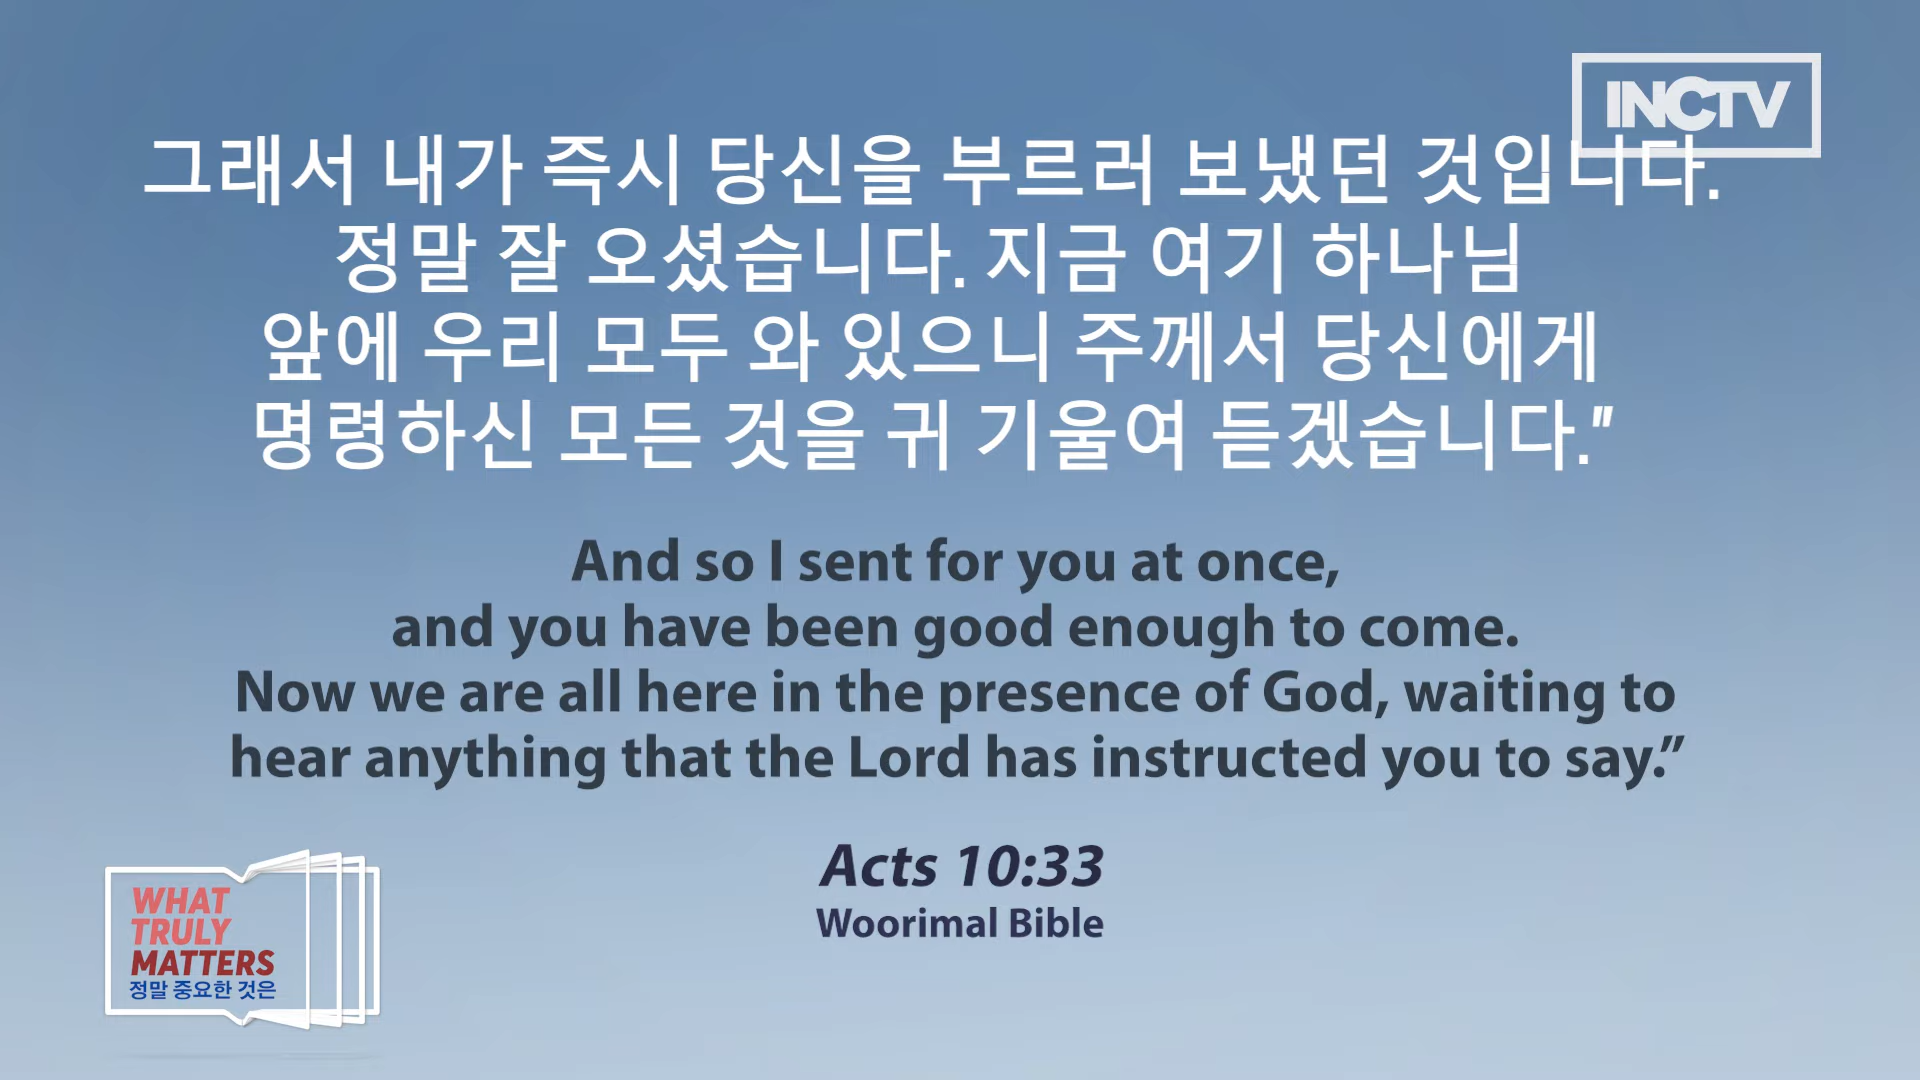 INCTV
그래서 내가 즉시 당신을 부르러 보냈던 것입니다.
정말 잘 오셨습니다. 지금 여기 하나님
앞에 우리 모두 와 있으니 주께서 당신에게
명령하신 모든 것을 귀 기울여 듣겠습니다."
And so I sent for you at once,
and you have been good enough to come.
Now we are all here in the presence of God, waiting to
hear anything that the Lord has instructed you to say.”
Acts 10:33
Woorimal Bible
WHAT
TRULY
MATTERS
정말 중요한 것은